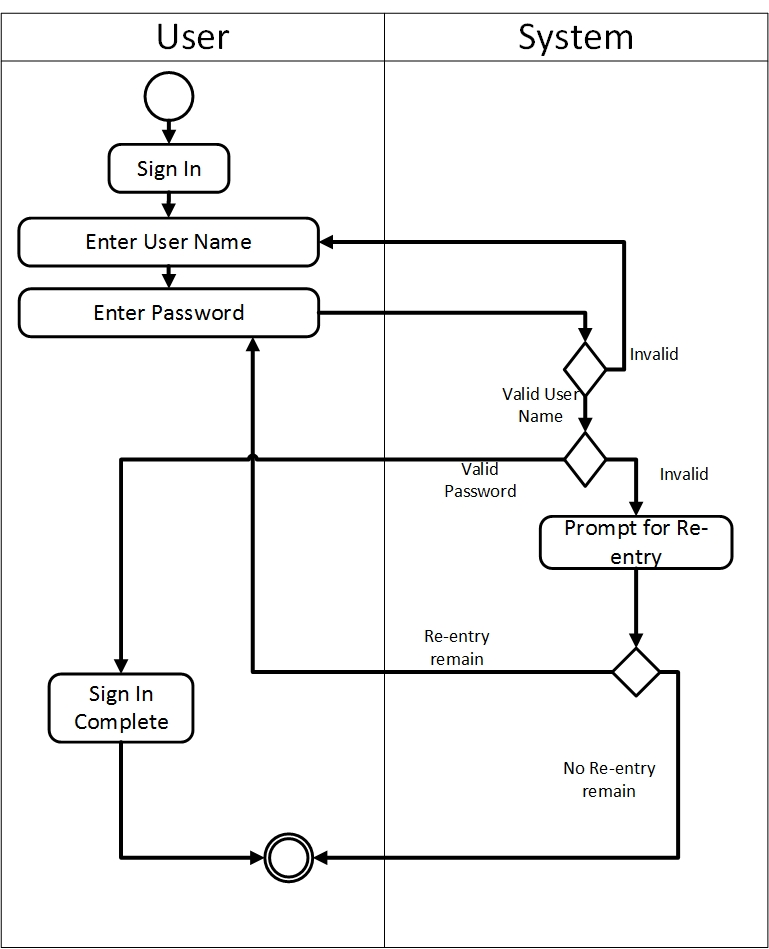 User
System
Sign In
Enter User Name
Enter Password
Invalid
Valid User
Name
Valid
Password
Invalid
Prompt for Re-
entry
Re-entry
remain
Sign In
Complete
No Re-entry
remain